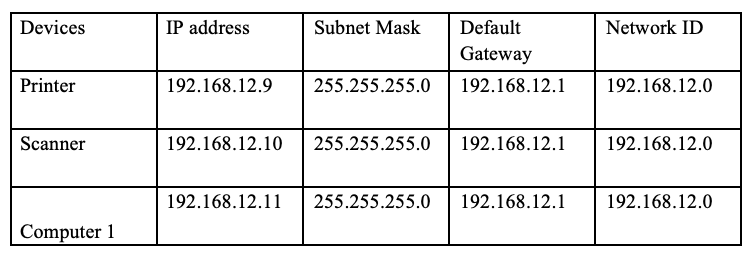 Devices IP address Subnet Mask Default Gateway Network ID
Printer 192.168.12.9 255.255.255.0 192.168.12.1 192.168.12.0
Scanner 192.168.12.10 255.255.255.0 192.168.12.1 192.168.12.0
Computer 1 192.168.12.11 255.255.255.0 192.168.12.1 192.168.12.0